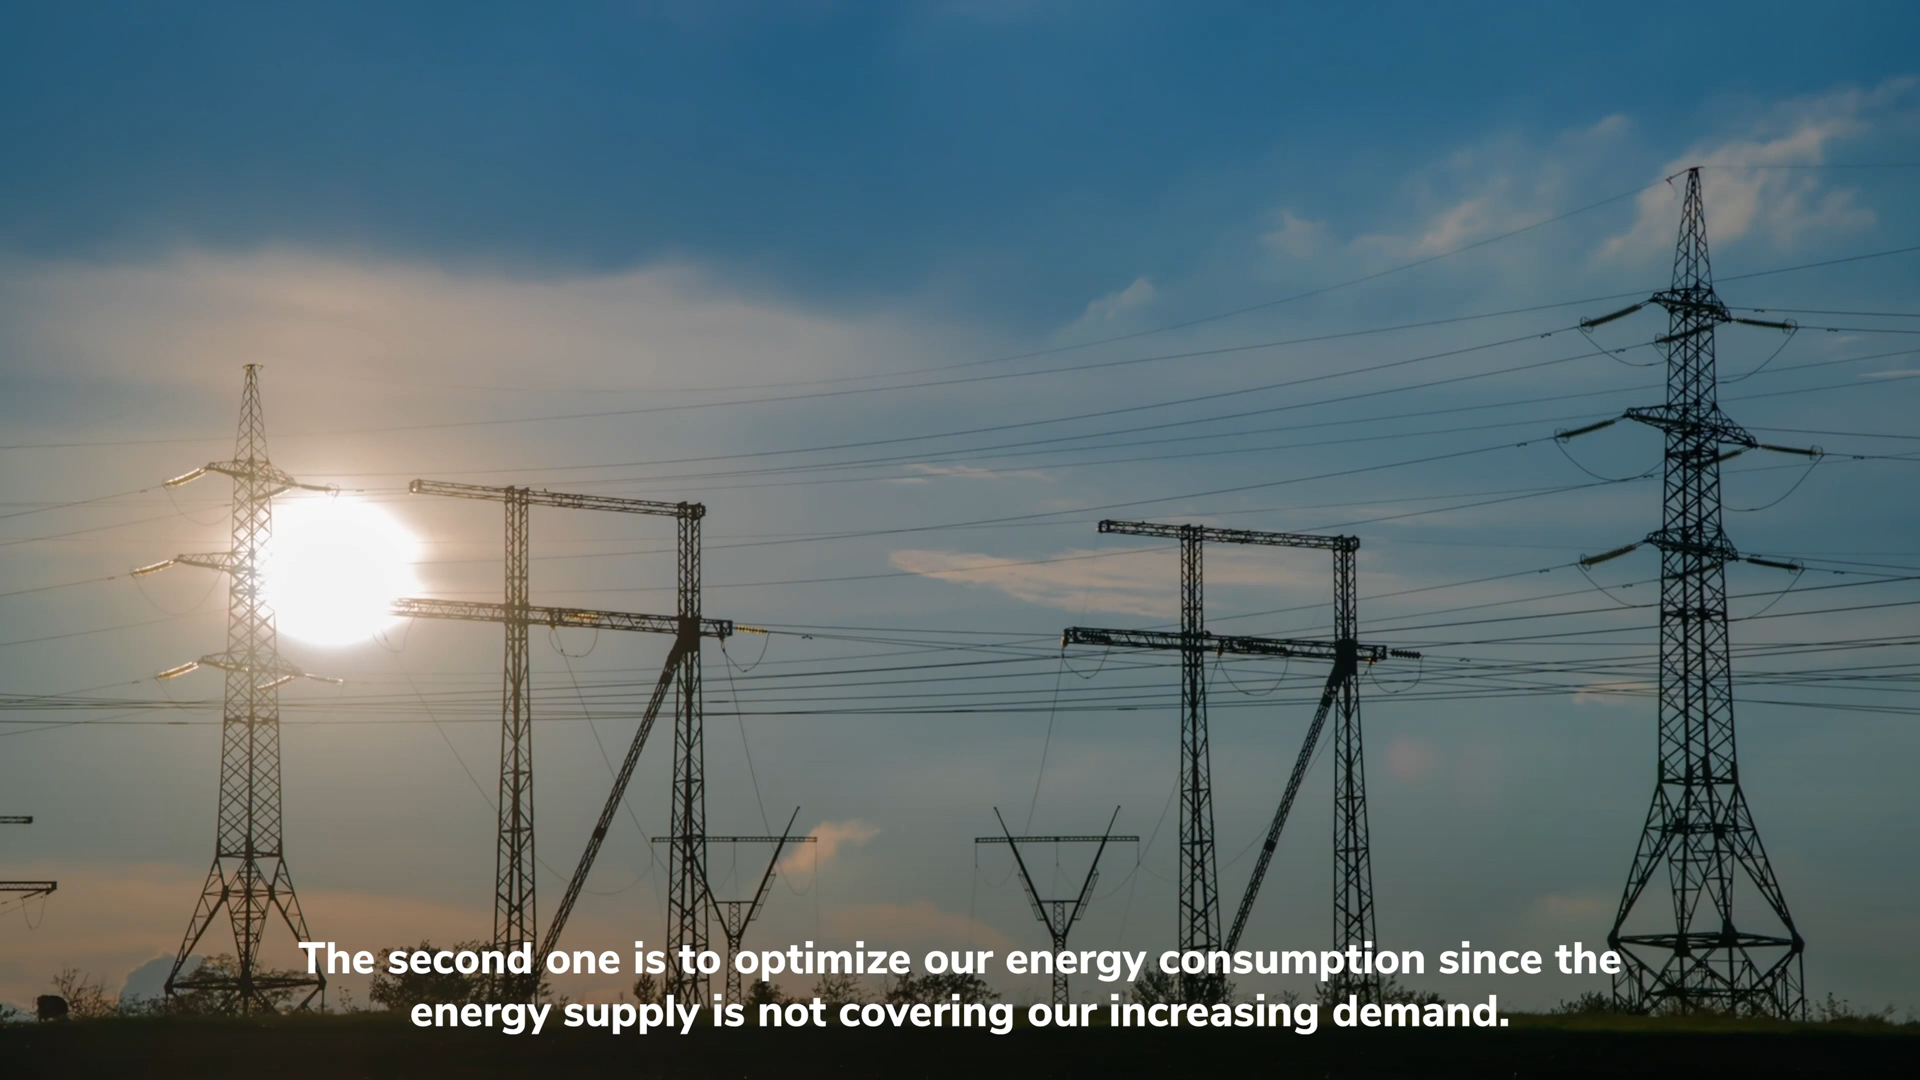 The second one is to optimize our energy consumption since the
energy supply is not covering our increasing demand.